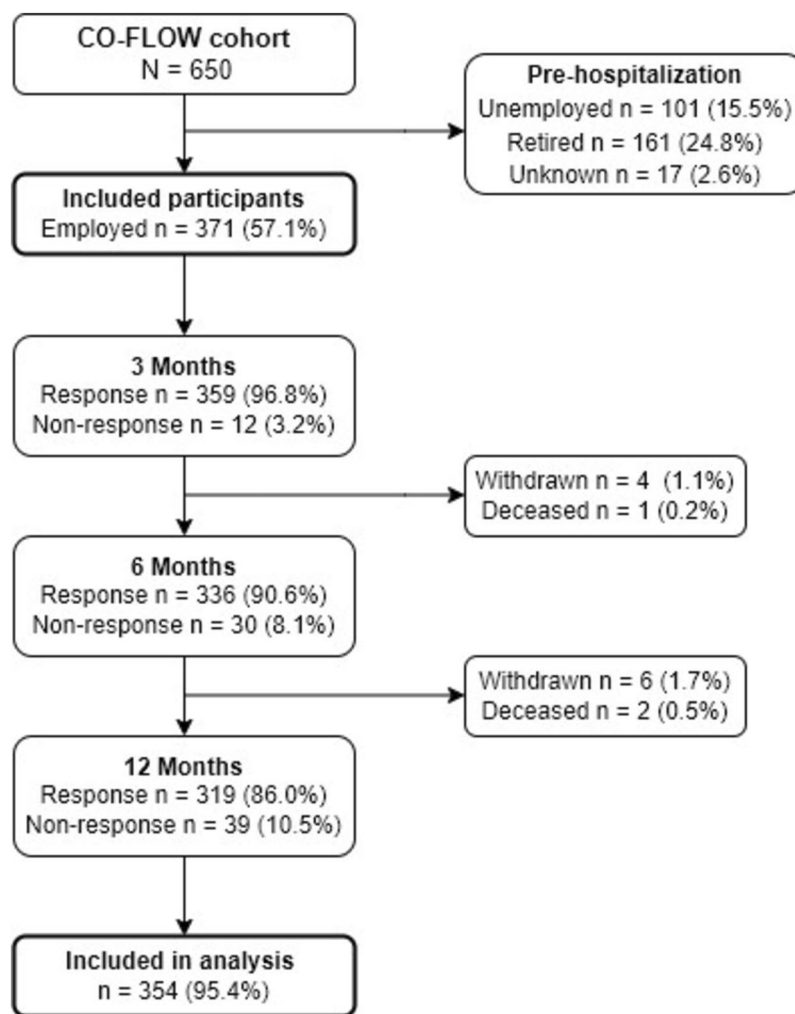 CO-FLOW cohort
N = 650
Pre-hospitalization
Unemployed n = 101 (15.5%)
Retired n = 161 (24.8%)
Unknown n = 17 (2.6%)
Included participants
Employed n = 371 (57.1%)
3 Months
Response n = 359 (96.8%)
Non-response n = 12 (3.2%)
Withdrawn n = 4 (1.1%)
Deceased n = 1 (0.2%)
6 Months
Response n = 336 (90.6%)
Non-response n = 30 (8.1%)
Withdrawn n = 6 (1.7%)
Deceased n = 2 (0.5%)
12 Months
Response n = 319 (86.0%)
Non-response n = 39 (10.5%)
Included in analysis
n = 354 (95.4%)